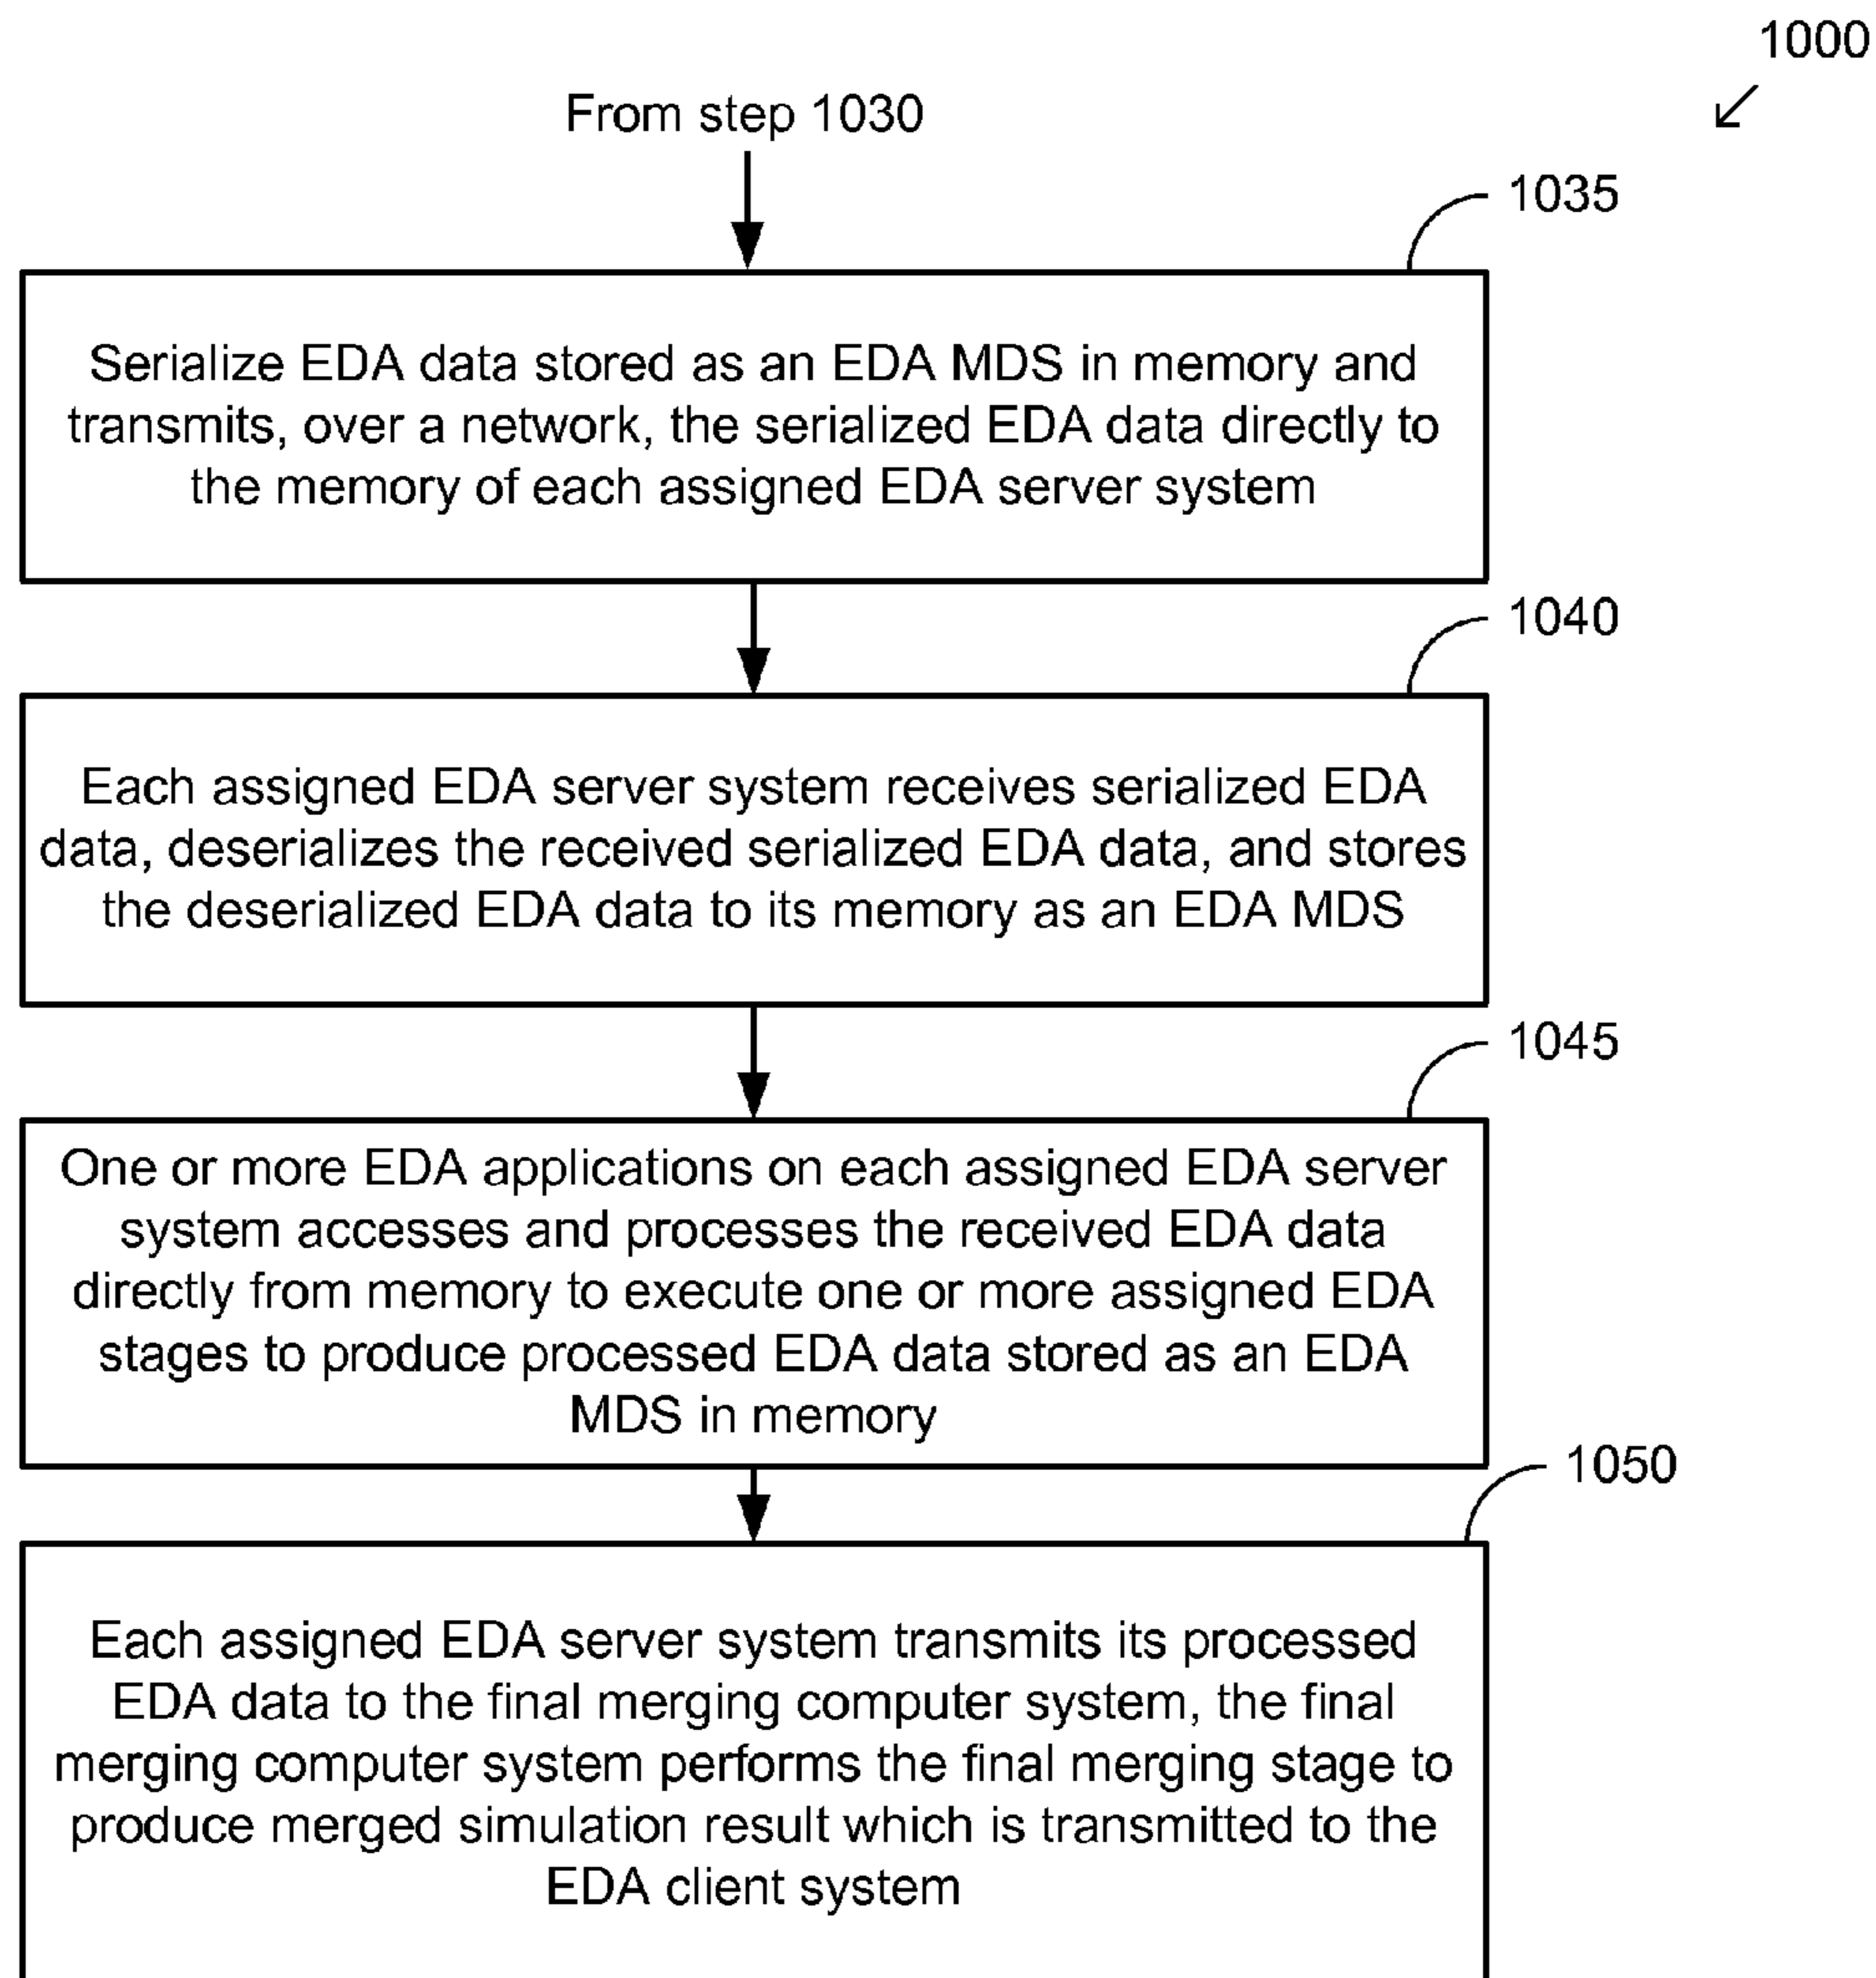 1000
From step 1030
1035
Serialize EDA data stored as an EDA MDS in memory and
transmits, over a network, the serialized EDA data directly to
the memory of each assigned EDA server system
1040
Each assigned EDA server system receives serialized EDA
data, deserializes the received serialized EDA data, and stores
the deserialized EDA data to its memory as an EDA MDS
1045
One or more EDA applications on each assigned EDA server
system accesses and processes the received EDA data
directly from memory to execute one or more assigned EDA
stages to produce processed EDA data stored as an EDA
MDS in memory
1050
Each assigned EDA server system transmits its processed
EDA data to the final merging computer system, the final
merging computer system performs the final merging stage to
produce merged simulation result which is transmitted to the
EDA client system